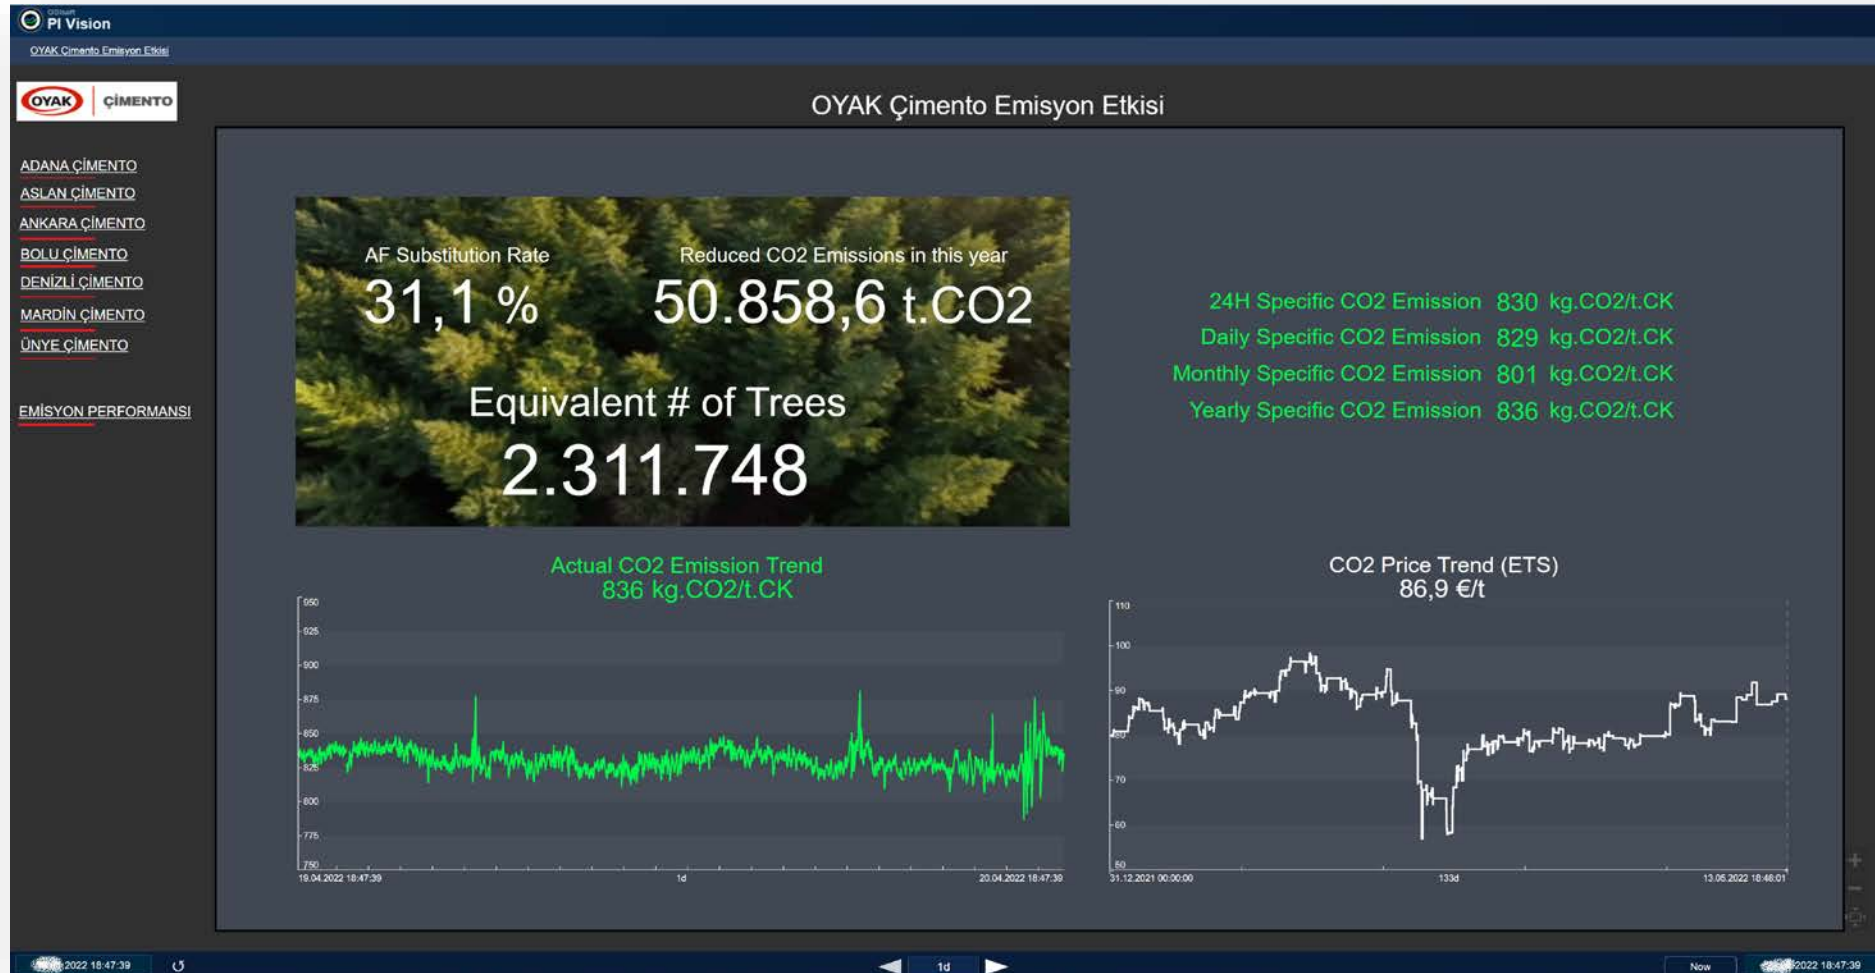 OSIsoft
PI Vision
OYAK Çimento Emisyon Etkisi
OYAK ÇİMENTO
OYAK Çimento Emisyon Etkisi
ADANA ÇİMENTO
ASLAN ÇİMENTO
ANKARA ÇİMENTO
BOLU ÇİMENTO
DENİZLİ ÇİMENTO
MARDİN ÇİMENTO
ÜNYE ÇİMENTO
EMİSYON PERFORMANSI
AF Substitution Rate
31,1 %
Reduced CO2 Emissions in this year
50.858,6 t.CO2
Equivalent # of Trees
2.311.748
24H Specific CO2 Emission 830 kg.CO2/t.CK
Daily Specific CO2 Emission 829 kg.CO2/t.CK
Monthly Specific CO2 Emission 801 kg.CO2/t.CK
Yearly Specific CO2 Emission 836 kg.CO2/t.CK
Actual CO2 Emission Trend
836 kg.CO2/t.CK
950
925
900
875
850
825
800
775
750
19.04.2022 18:47:39 1d 20.04.2022 18:47:39
CO2 Price Trend (ETS)
86,9 €/t
110
100
90
80
70
60
50
31.12.2021 00:00:00 133d 13.05.2022 18:48:01
2022 18:47:39 1d Now 2022 18:47:39